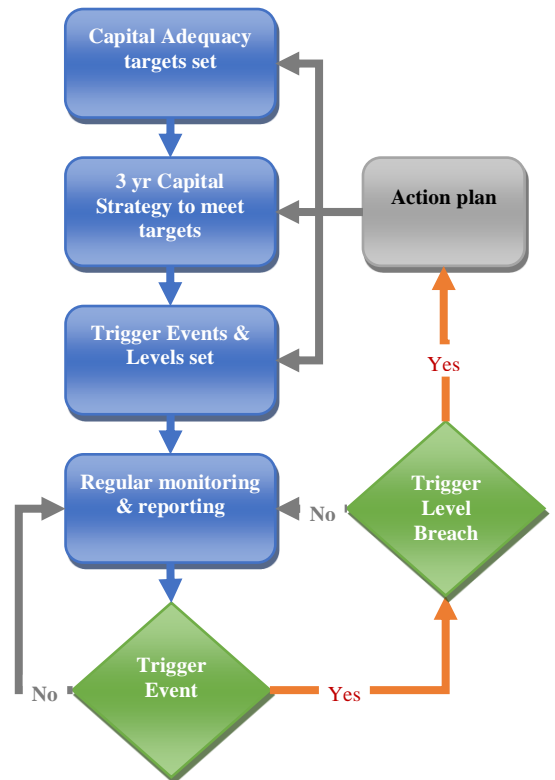 Capital Adequacy
targets set
3 yr Capital
Strategy to meet
targets
Action plan
Trigger Events &
Levels set
Yes
Regular monitoring
& reporting
No
Trigger
Level
Breach
Trigger
Event
No
Yes